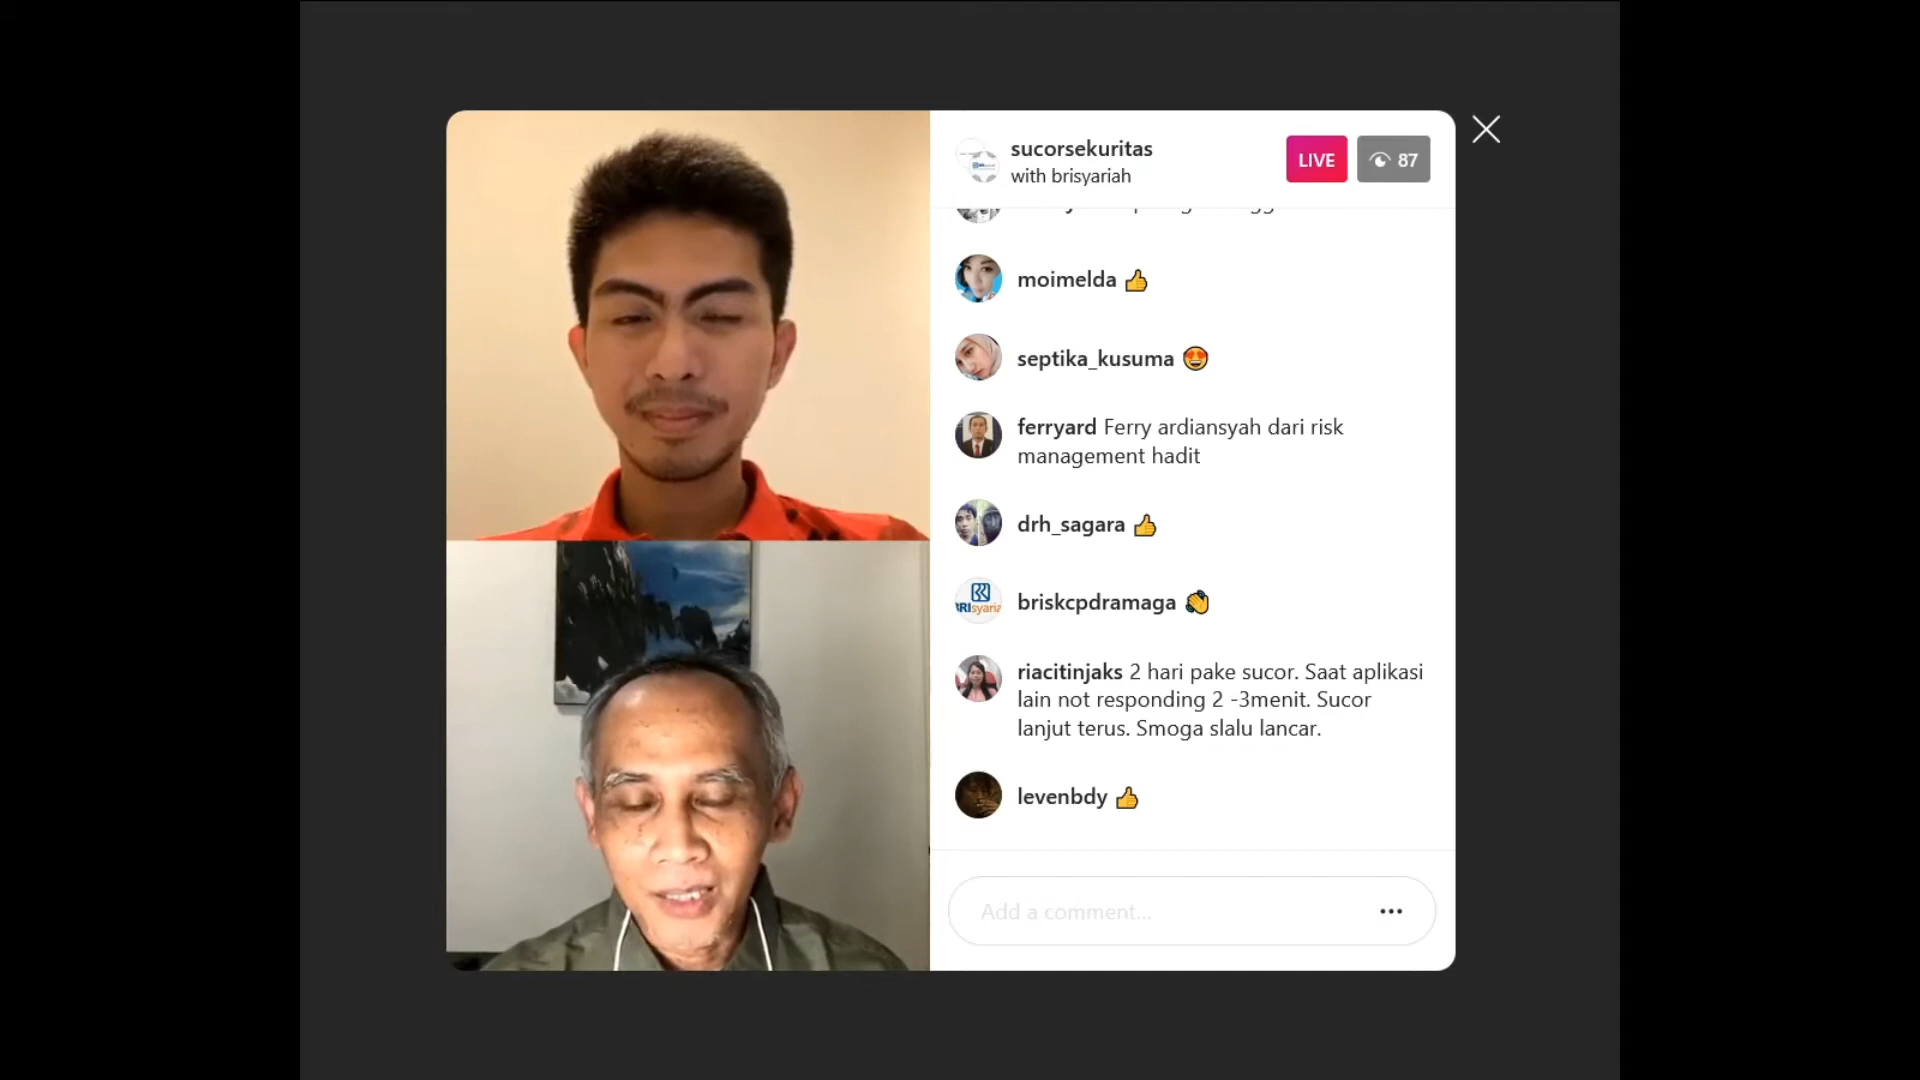 sucorsekuritas
with brisyariah
LIVE
87
moimelda 👍
septika_kusuma 😍
ferryard Ferry ardiansyah dari risk
management hadit
drh_sagara 👍
BRIsyaria
briskcpdramaga 👏
riacitinjaks 2 hari pake sucor. Saat aplikasi
lain not responding 2 -3menit. Sucor
lanjut terus. Smoga slalu lancar.
levenbdy 👍
Add a comment...